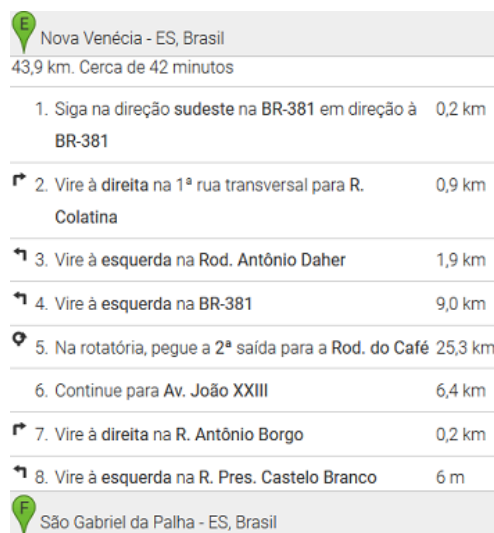 E
Nova Venécia - ES, Brasil
43,9 km. Cerca de 42 minutos
1. Siga na direção sudeste na BR-381 em direção à 0,2 km
BR-381
2. Vire à direita na 1ª rua transversal para R. 0,9 km
Colatina
3. Vire à esquerda na Rod. Antônio Daher 1,9 km
4. Vire à esquerda na BR-381 9,0 km
5. Na rotatória, pegue a 2ª saída para a Rod. do Café 25,3 km
6. Continue para Av. João XXIII 6,4 km
7. Vire à direita na R. Antônio Borgo 0,2 km
8. Vire à esquerda na R. Pres. Castelo Branco 6 m
F
São Gabriel da Palha - ES, Brasil